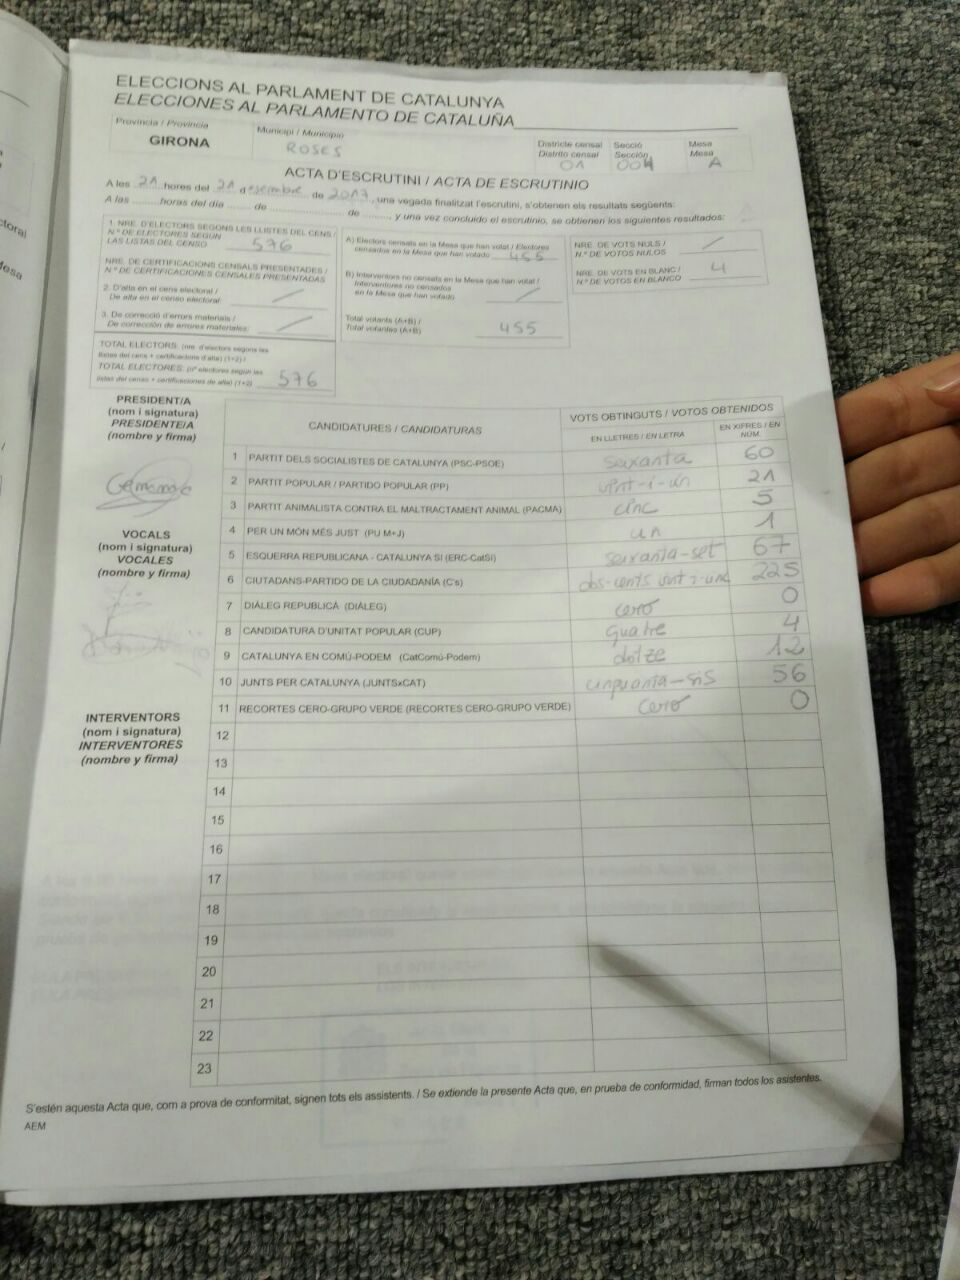 ELECCIONS AL PARLAMENT DE CATALUNYA
ELECCIONES AL PARLAMENTO DE CATALUÑA
Província / Provincia
GIRONA
Municipi / Municipio
ROSES
Districte censal
Distrito censal
01
Secció
Sección
004
Mesa
Mesa
A
ACTA D'ESCRUTINI / ACTA DE ESCRUTINIO
A les 21 hores del 21 desembre de 2017, una vegada finalitzat l'escrutini, s'obtenen els resultats següents:
A las ........ horas del día ........ de ........ de ........ y una vez concluido el escrutinio, se obtienen los siguientes resultados:
1. NRE. D'ELECTORS SEGONS LES LLISTES DEL CENS /
N.º DE ELECTORES SEGÚN
LAS LISTAS DEL CENSO 576
NRE. DE CERTIFICACIONS CENSALS PRESENTADES /
N.º DE CERTIFICACIONES CENSALES PRESENTADAS
2. D'alta en el cens electoral /
De alta en el censo electoral:
3. De correcció d'errors materials /
De corrección de errores materiales:
TOTAL ELECTORS: (nre. d'electors segons les
llistes del cens + certificacions d'alta) (1+2) /
TOTAL ELECTORES: (nº electores según las
listas del censo + certificaciones de alta) (1+2) 576
A) Electors censats en la Mesa que han votat / Electores
censados en la Mesa que han votado 455
B) Interventors no censats en la Mesa que han votat /
Interventores no censados
en la Mesa que han votado
Total votants (A+B) /
Total votantes (A+B) 455
NRE. DE VOTS NULS /
N.º DE VOTOS NULOS
NRE. DE VOTS EN BLANC /
N.º DE VOTOS EN BLANCO 4
PRESIDENT/A
(nom i signatura)
PRESIDENTE/A
(nombre y firma)
VOCALS
(nom i signatura)
VOCALES
(nombre y firma)
INTERVENTORS
(nom i signatura)
INTERVENTORES
(nombre y firma)
CANDIDATURES / CANDIDATURAS
VOTS OBTINGUTS / VOTOS OBTENIDOS
EN LLETRES / EN LETRA
EN XIFRES / EN NÚM.
1 PARTIT DELS SOCIALISTES DE CATALUNYA (PSC-PSOE) seixanta 60
2 PARTIT POPULAR / PARTIDO POPULAR (PP) vint-i-un 21
3 PARTIT ANIMALISTA CONTRA EL MALTRACTAMENT ANIMAL (PACMA) cinc 5
4 PER UN MÓN MÉS JUST (PU M+J) un 1
5 ESQUERRA REPUBLICANA - CATALUNYA SI (ERC-CatSí) seixanta-set 67
6 CIUTADANS-PARTIDO DE LA CIUDADANÍA (C's) 225
7 DIÀLEG REPUBLICÀ (DIÀLEG) cero 0
8 CANDIDATURA D'UNITAT POPULAR (CUP) quatre 4
9 CATALUNYA EN COMÚ-PODEM (CatComú-Podem) dotze 12
10 JUNTS PER CATALUNYA (JUNTSxCAT) cinquanta-sis 56
11 RECORTES CERO-GRUPO VERDE (RECORTES CERO-GRUPO VERDE) cero 0
12
13
14
15
16
17
18
19
20
21
22
23
S'estén aquesta Acta que, com a prova de conformitat, signen tots els assistents. / Se extiende la presente Acta que, en prueba de conformidad, firman todos los asistentes.
AEM